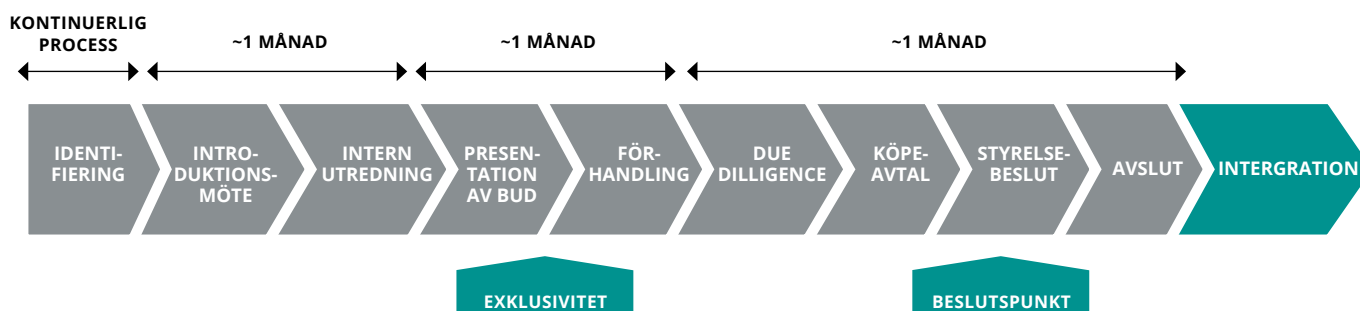 KONTINUERLIG
PROCESS
~1 MÅNAD
~1 MÅNAD
~1 MÅNAD
IDENTI-
FIERING
INTRO-
DUKTIONS-
MÖTE
INTERN
UTREDNING
PRESEN-
TATION
AV BUD
FÖR-
HANDLING
DUE
DILLIGENCE
KÖPE-
AVTAL
STYRELSE-
BESLUT
AVSLUT
INTERGRATION
EXKLUSIVITET
BESLUTSPUNKT